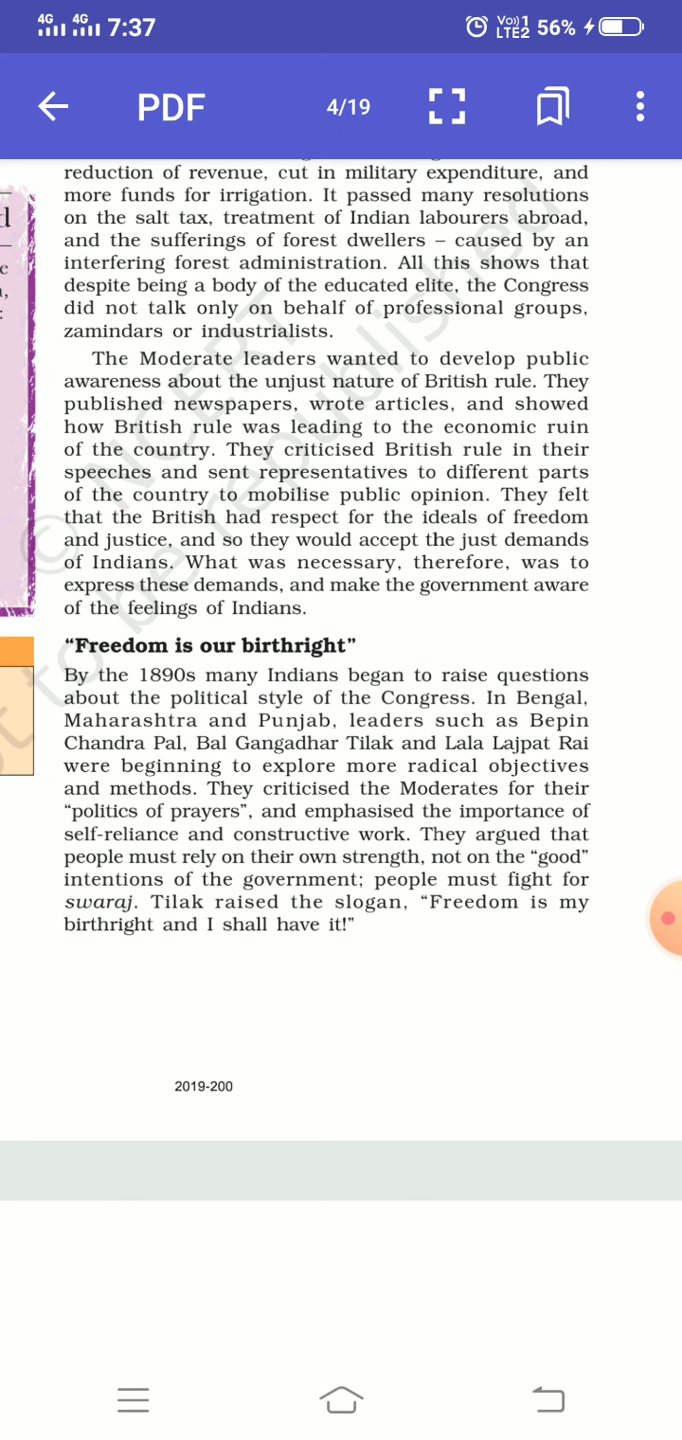 4G 4G 7:37 Vo)) 1 LTE2 56%
PDF 4/19
reduction of revenue, cut in military expenditure, and
more funds for irrigation. It passed many resolutions
on the salt tax, treatment of Indian labourers abroad,
and the sufferings of forest dwellers – caused by an
interfering forest administration. All this shows that
despite being a body of the educated elite, the Congress
did not talk only on behalf of professional groups,
zamindars or industrialists.
The Moderate leaders wanted to develop public
awareness about the unjust nature of British rule. They
published newspapers, wrote articles, and showed
how British rule was leading to the economic ruin
of the country. They criticised British rule in their
speeches and sent representatives to different parts
of the country to mobilise public opinion. They felt
that the British had respect for the ideals of freedom
and justice, and so they would accept the just demands
of Indians. What was necessary, therefore, was to
express these demands, and make the government aware
of the feelings of Indians.
“Freedom is our birthright”
By the 1890s many Indians began to raise questions
about the political style of the Congress. In Bengal,
Maharashtra and Punjab, leaders such as Bepin
Chandra Pal, Bal Gangadhar Tilak and Lala Lajpat Rai
were beginning to explore more radical objectives
and methods. They criticised the Moderates for their
“politics of prayers”, and emphasised the importance of
self-reliance and constructive work. They argued that
people must rely on their own strength, not on the “good”
intentions of the government; people must fight for
swaraj. Tilak raised the slogan, “Freedom is my
birthright and I shall have it!”
2019-200
© NCERT
not to be republished